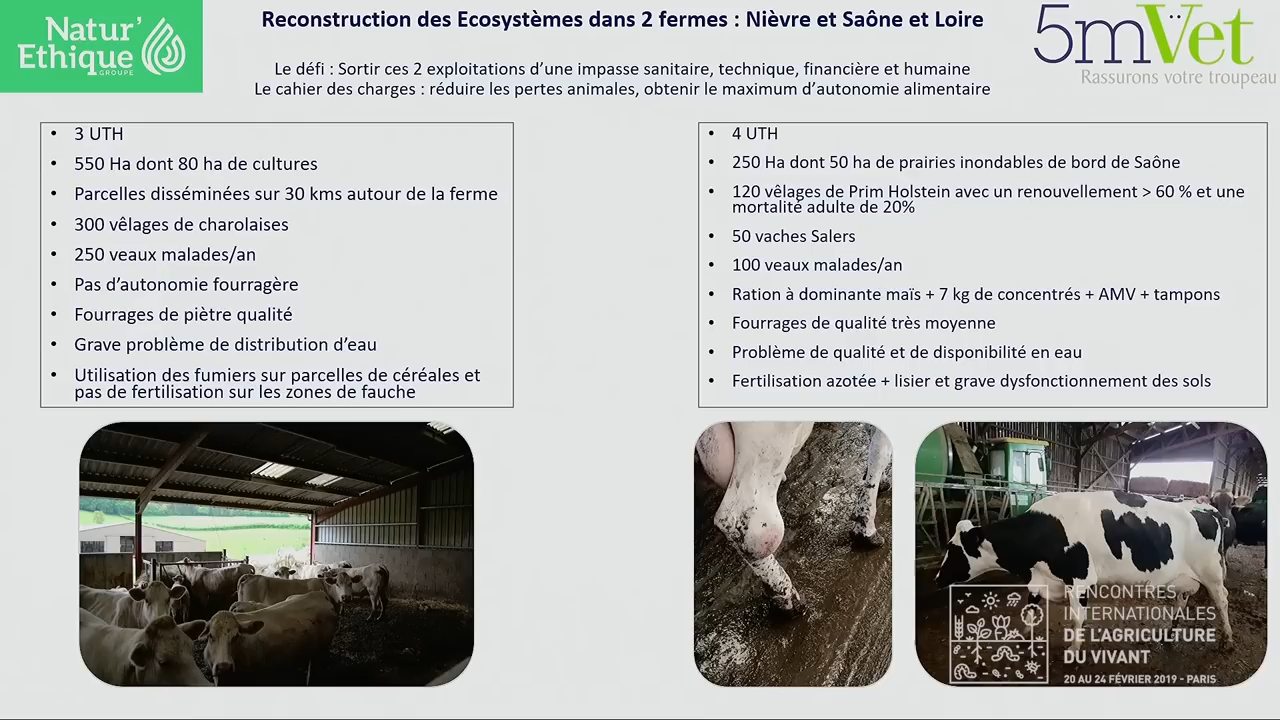 Natur'
Ethique
GROUPE
Reconstruction des Ecosystèmes dans 2 fermes : Nièvre et Saône et Loire
5mVet
Rassurons votre troupeau
Le défi : Sortir ces 2 exploitations d'une impasse sanitaire, technique, financière et humaine
Le cahier des charges : réduire les pertes animales, obtenir le maximum d'autonomie alimentaire
• 3 UTH
• 550 Ha dont 80 ha de cultures
• Parcelles disséminées sur 30 kms autour de la ferme
• 300 vêlages de charolaises
• 250 veaux malades/an
• Pas d'autonomie fourragère
• Fourrages de piètre qualité
• Grave problème de distribution d'eau
• Utilisation des fumiers sur parcelles de céréales et
pas de fertilisation sur les zones de fauche
• 4 UTH
• 250 Ha dont 50 ha de prairies inondables de bord de Saône
• 120 vêlages de Prim Holstein avec un renouvellement > 60 % et une
mortalité adulte de 20%
• 50 vaches Salers
• 100 veaux malades/an
• Ration à dominante maïs + 7 kg de concentrés + AMV + tampons
• Fourrages de qualité très moyenne
• Problème de qualité et de disponibilité en eau
• Fertilisation azotée + lisier et grave dysfonctionnement des sols
RENCONTRES
INTERNATIONALES
DE L'AGRICULTURE
DU VIVANT
20 AU 24 FÉVRIER 2019 - PARIS